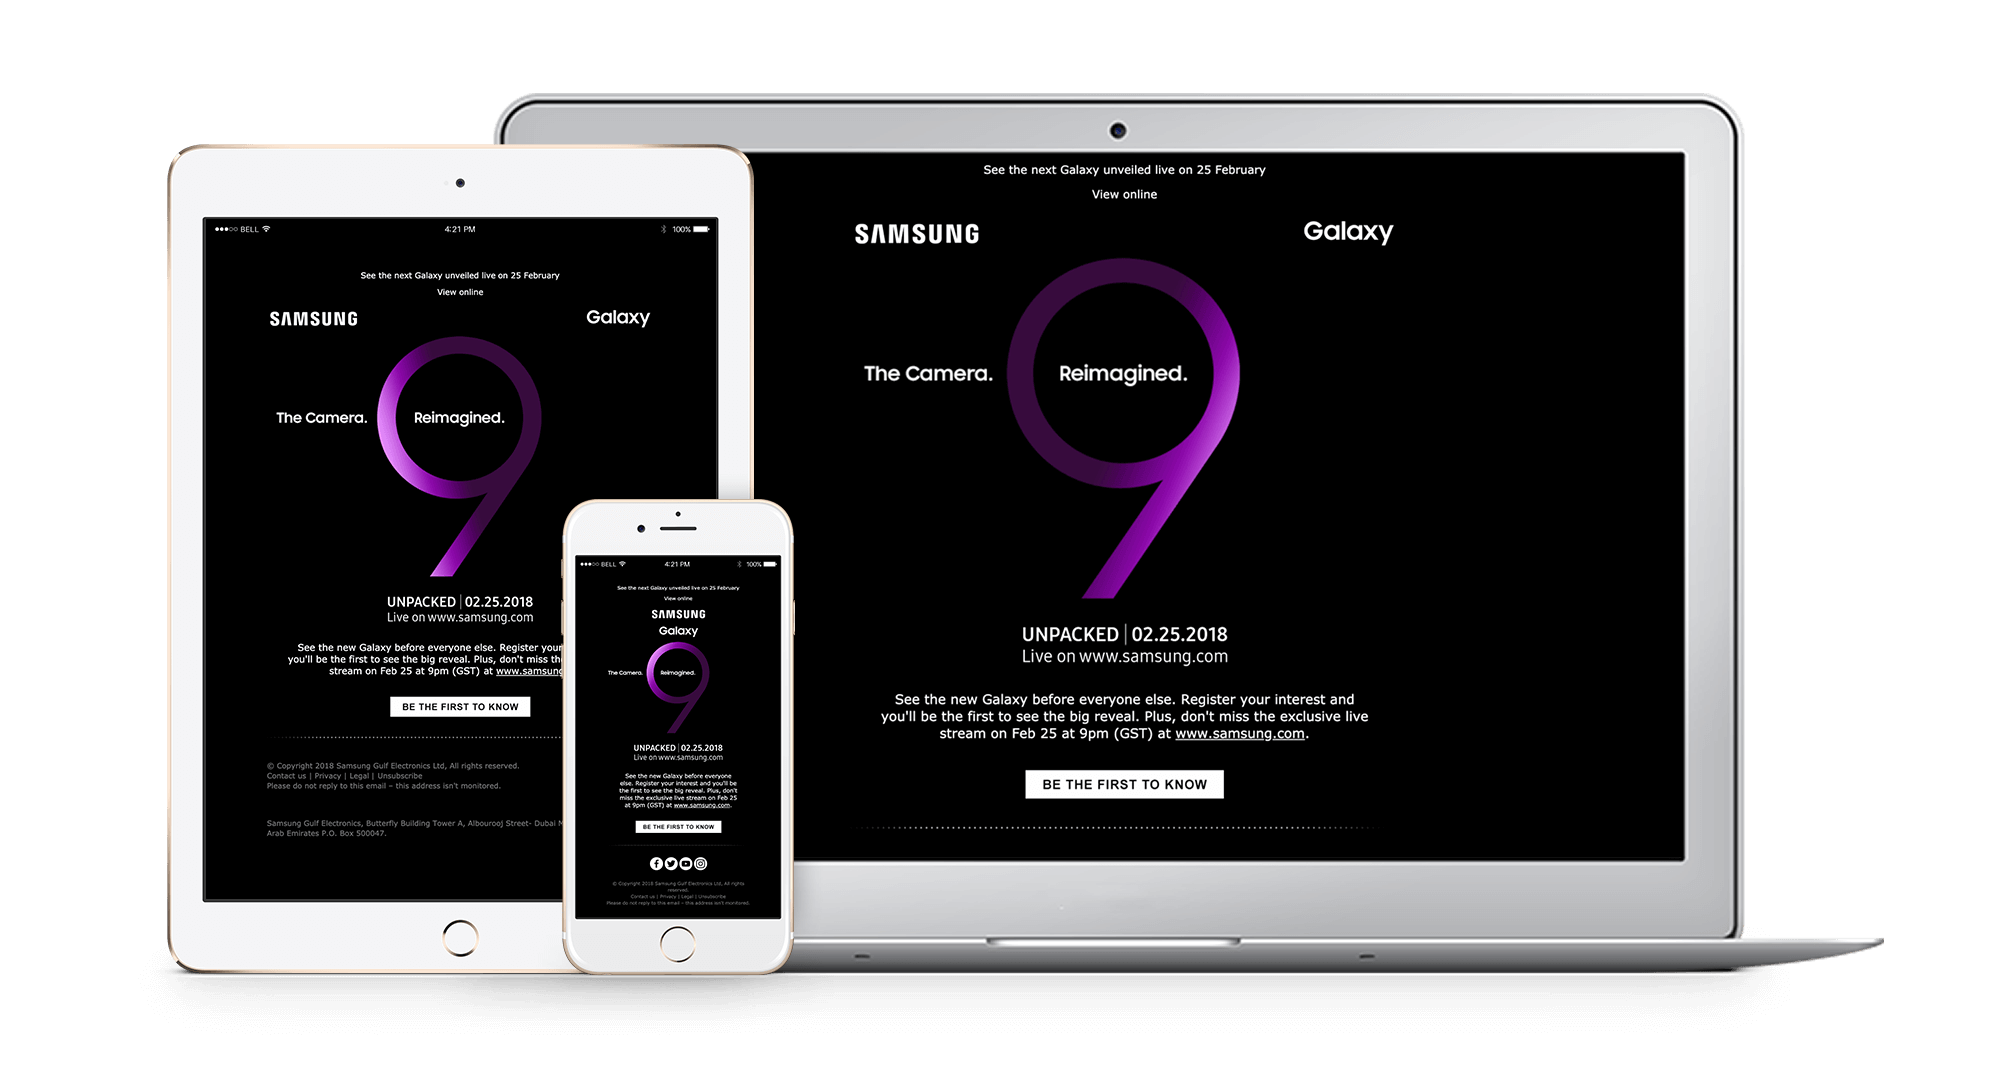 ●●●○○ BELL
4:21 PM
100%
See the next Galaxy unveiled live on 25 February
View online
SAMSUNG
Galaxy
The Camera.
Reimagined.
9
UNPACKED | 02.25.2018
Live on www.samsung.com
See the new Galaxy before everyone else. Register your
you'll be the first to see the big reveal. Plus, don't miss the
stream on Feb 25 at 9pm (GST) at www.samsung
BE THE FIRST TO KNOW
© Copyright 2018 Samsung Gulf Electronics Ltd, All rights reserved.
Contact us | Privacy | Legal | Unsubscribe
Please do not reply to this email – this address isn't monitored.
Samsung Gulf Electronics, Butterfly Building Tower A, Albourooj Street- Dubai
Arab Emirates P.O. Box 500047.
●●●○○ BELL
4:21 PM
100%
See the next Galaxy unveiled live on 25 February
View online
SAMSUNG
Galaxy
The Camera.
Reimagined.
9
UNPACKED | 02.25.2018
Live on www.samsung.com
See the new Galaxy before everyone
else. Register your interest and you'll be
the first to see the big reveal. Plus, don't
miss the exclusive live stream on Feb 25
at 9pm (GST) at www.samsung.com.
BE THE FIRST TO KNOW
© Copyright 2018 Samsung Gulf Electronics Ltd, All rights
reserved.
Contact us | Privacy | Legal | Unsubscribe
Please do not reply to this email – this address isn't monitored.
See the next Galaxy unveiled live on 25 February
View online
SAMSUNG
Galaxy
The Camera.
Reimagined.
9
UNPACKED | 02.25.2018
Live on www.samsung.com
See the new Galaxy before everyone else. Register your interest and
you'll be the first to see the big reveal. Plus, don't miss the exclusive live
stream on Feb 25 at 9pm (GST) at www.samsung.com.
BE THE FIRST TO KNOW